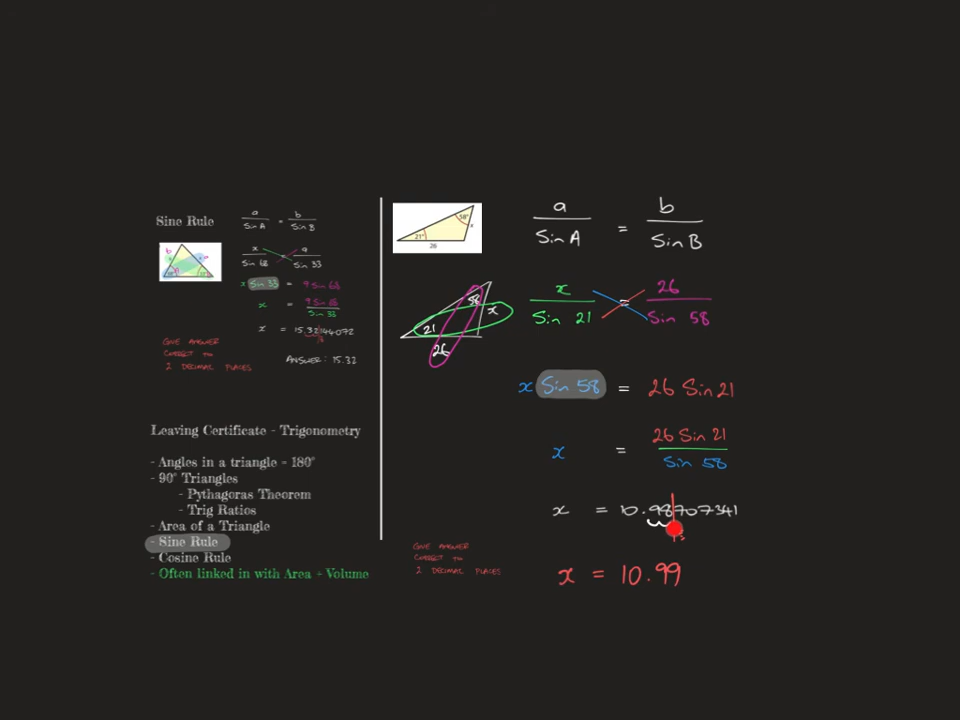 Sine Rule
a / Sin A = b / Sin B
x / Sin 68 = 9 / Sin 33
x Sin 33 = 9 Sin 68
x = 9 Sin 68 / Sin 33
x = 15.32144072
GIVE ANSWER
CORRECT TO
2 DECIMAL PLACES
ANSWER: 15.32
Leaving Certificate - Trigonometry
- Angles in a triangle = 180°
- 90° Triangles
- Pythagoras Theorem
- Trig Ratios
- Area of a Triangle
- Sine Rule
- Cosine Rule
- Often linked in with Area + Volume
58°
21°
x
26
58
x
21
26
GIVE ANSWER
CORRECT TO
2 DECIMAL PLACES
a / Sin A = b / Sin B
x / Sin 21 = 26 / Sin 58
x Sin 58 = 26 Sin 21
x = 26 Sin 21 / Sin 58
x = 10.98707341
x = 10.99